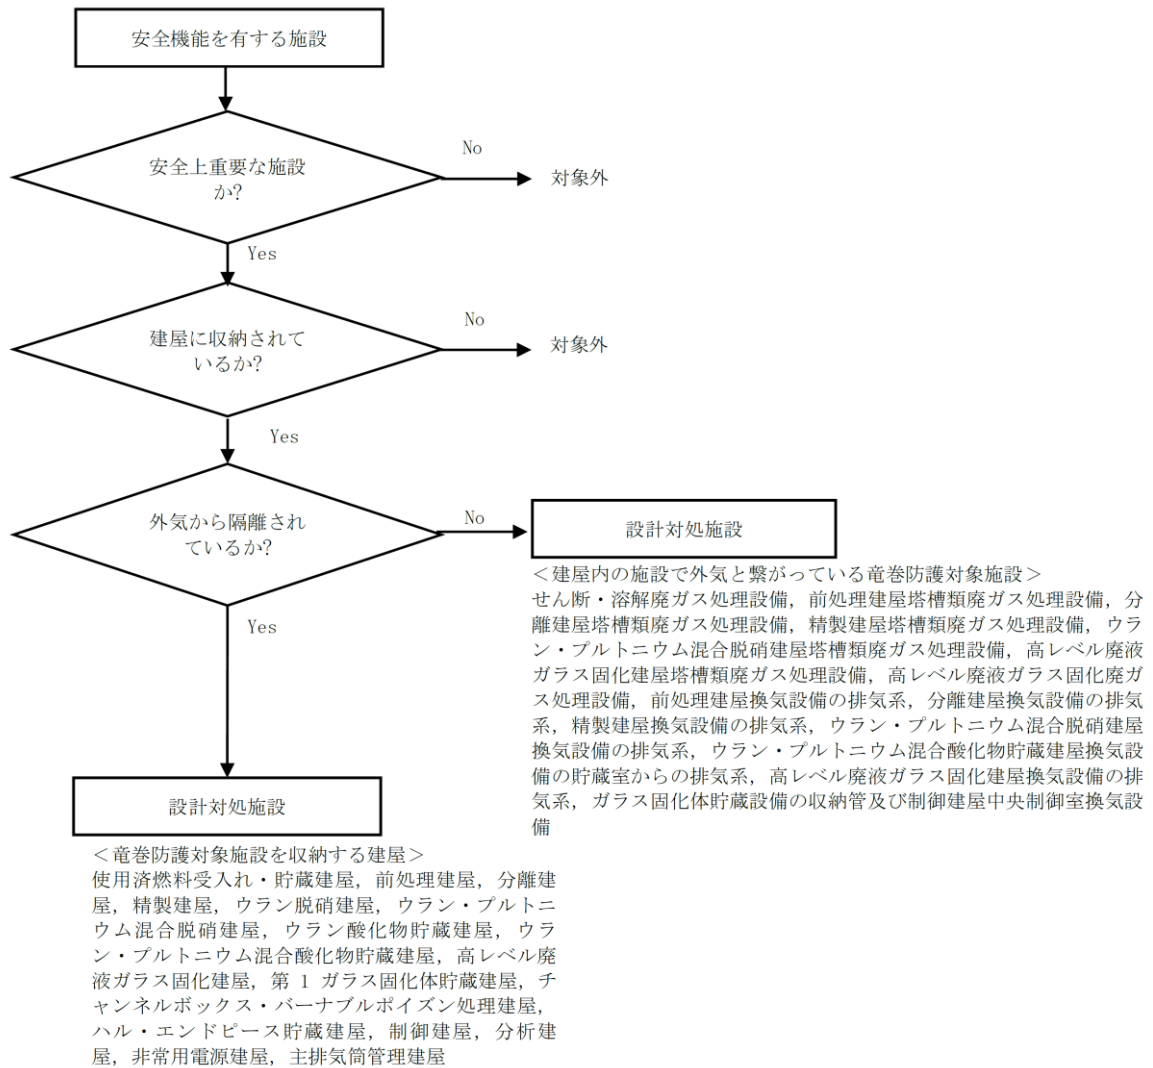 安全機能を有する施設
安全上重要な施設
か?
No
対象外
Yes
建屋に収納されて
いるか?
No
対象外
Yes
外気から隔離され
ているか?
No
設計対処施設
＜建屋内の施設で外気と繋がっている竜巻防護対象施設＞
せん断・溶解廃ガス処理設備，前処理建屋塔槽類廃ガス処理設備，分
離建屋塔槽類廃ガス処理設備，精製建屋塔槽類廃ガス処理設備，ウラ
ン・プルトニウム混合脱硝建屋塔槽類廃ガス処理設備，高レベル廃液
ガラス固化建屋塔槽類廃ガス処理設備，高レベル廃液ガラス固化廃ガ
ス処理設備，前処理建屋換気設備の排気系，分離建屋換気設備の排気
系，精製建屋換気設備の排気系，ウラン・プルトニウム混合脱硝建屋
換気設備の排気系，ウラン・プルトニウム混合酸化物貯蔵建屋換気設
備の貯蔵室からの排気系，高レベル廃液ガラス固化建屋換気設備の排
気系，ガラス固化体貯蔵設備の収納管及び制御建屋中央制御室換気設
備
Yes
設計対処施設
＜竜巻防護対象施設を収納する建屋＞
使用済燃料受入れ・貯蔵建屋，前処理建屋，分離建
屋，精製建屋，ウラン脱硝建屋，ウラン・プルトニ
ウム混合脱硝建屋，ウラン酸化物貯蔵建屋，ウラ
ン・プルトニウム混合酸化物貯蔵建屋，高レベル廃
液ガラス固化建屋，第 1 ガラス固化体貯蔵建屋，チ
ャンネルボックス・バーナブルポイズン処理建屋，
ハル・エンドピース貯蔵建屋，制御建屋，分析建
屋，非常用電源建屋，主排気筒管理建屋